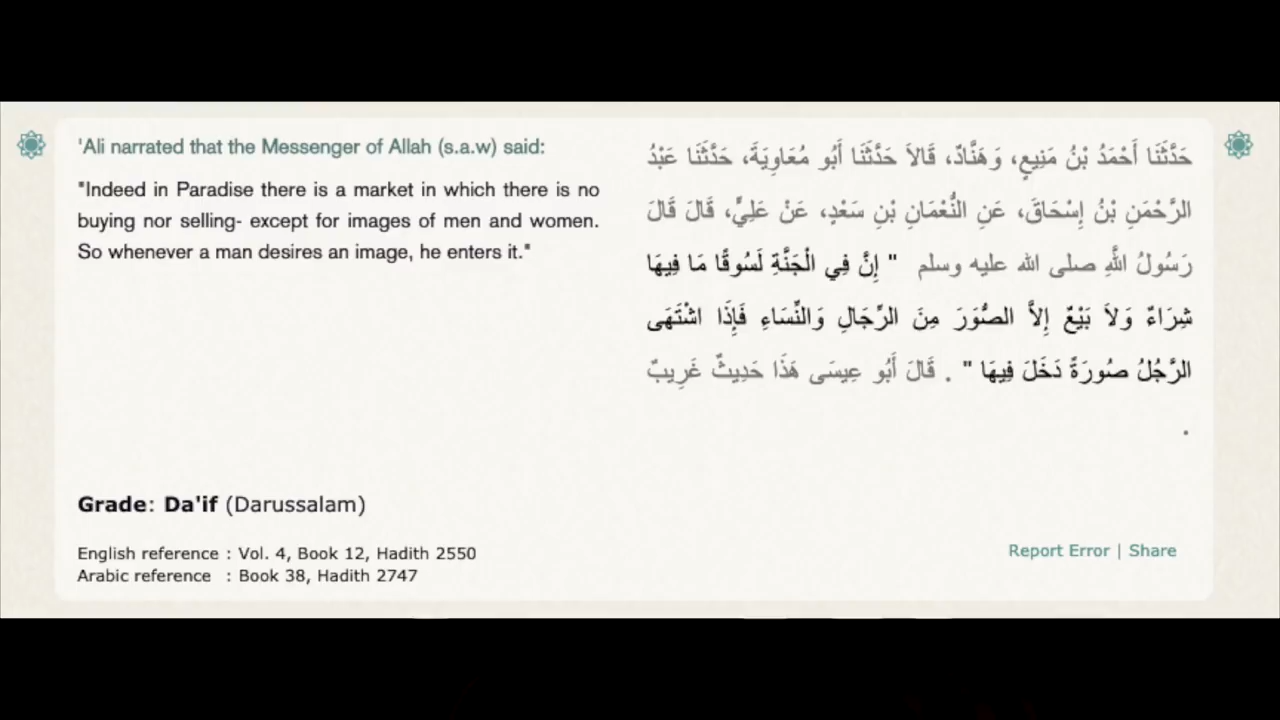 'Ali narrated that the Messenger of Allah (s.a.w) said:
"Indeed in Paradise there is a market in which there is no
buying nor selling- except for images of men and women.
So whenever a man desires an image, he enters it."
حَدَّثَنَا أَحْمَدُ بْنُ مَنِيعٍ، وَهَنَّادٌ، قَالاَ حَدَّثَنَا أَبُو مُعَاوِيَةَ، حَدَّثَنَا عَبْدُ
الرَّحْمَنِ بْنُ إِسْحَاقَ، عَنِ النُّعْمَانِ بْنِ سَعْدٍ، عَنْ عَلِيٍّ، قَالَ قَالَ
رَسُولُ اللَّهِ صلى الله عليه وسلم " إِنَّ فِي الْجَنَّةِ لَسُوقًا مَا فِيهَا
شِرَاءٌ وَلاَ بَيْعٌ إِلاَّ الصُّوَرَ مِنَ الرِّجَالِ وَالنِّسَاءِ فَإِذَا اشْتَهَى
الرَّجُلُ صُورَةً دَخَلَ فِيهَا " . قَالَ أَبُو عِيسَى هَذَا حَدِيثٌ غَرِيبٌ
.
Grade: Da'if (Darussalam)
English reference : Vol. 4, Book 12, Hadith 2550
Arabic reference : Book 38, Hadith 2747
Report Error | Share